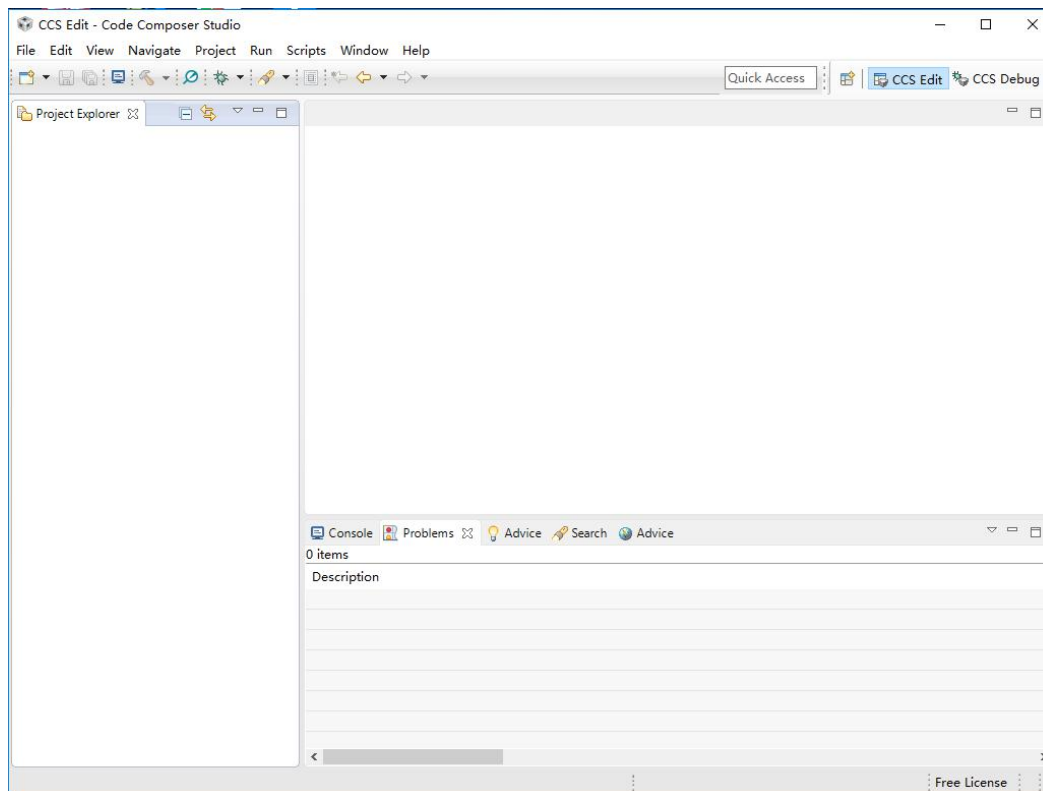 CCS Edit - Code Composer Studio
File Edit View Navigate Project Run Scripts Window Help
Quick Access CCS Edit CCS Debug
Project Explorer
Console Problems Advice Search Advice
0 items
Description
Free License